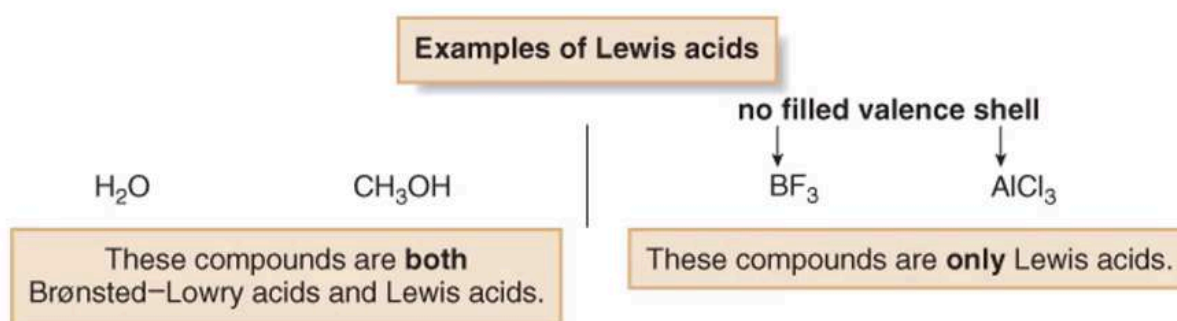 Examples of Lewis acids
no filled valence shell
H₂O
CH₃OH
BF₃
AlCl₃
These compounds are both
Brønsted–Lowry acids and Lewis acids.
These compounds are only Lewis acids.